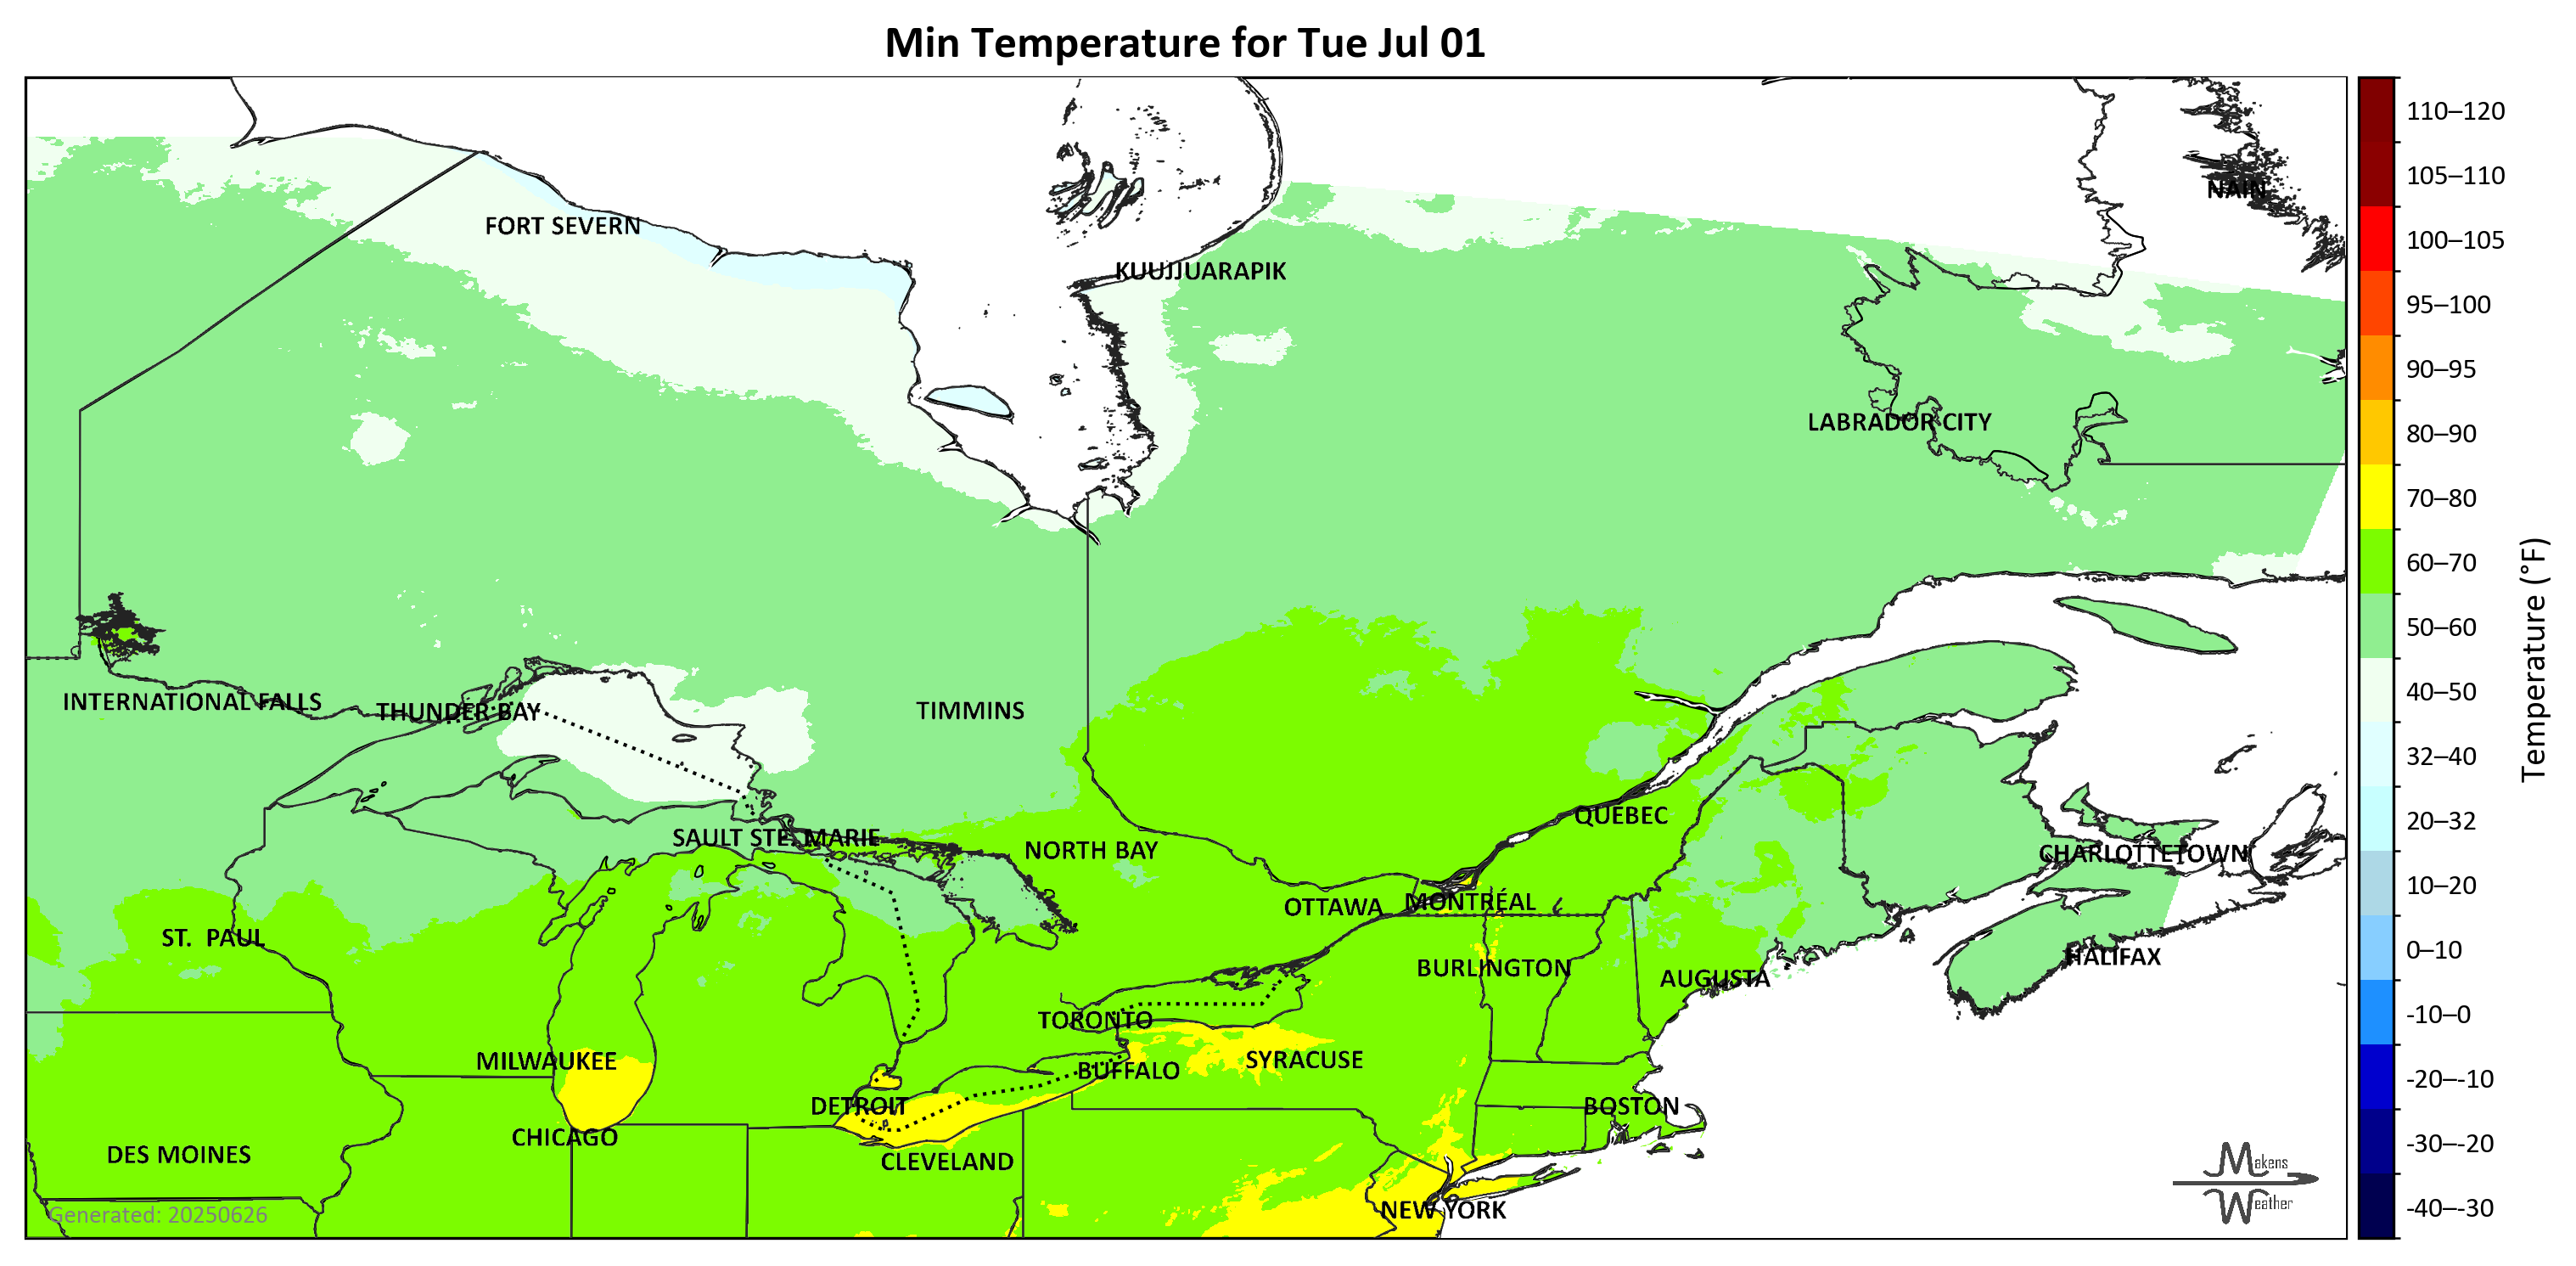 Min Temperature for Tue Jul 01
FORT SEVERN
KUUJJUARAPIK
NAIN
LABRADOR CITY
INTERNATIONAL FALLS
THUNDER BAY
TIMMINS
SAULT STE. MARIE
NORTH BAY
QUÉBEC
CHARLOTTETOWN
OTTAWA
MONTRÉAL
ST.  PAUL
BURLINGTON
AUGUSTA
HALIFAX
TORONTO
MILWAUKEE
BUFFALO
SYRACUSE
DETROIT
BOSTON
CHICAGO
CLEVELAND
DES MOINES
NEW YORK
Generated: 20250626
Makens
Weather
110–120
105–110
100–105
95–100
90–95
80–90
70–80
60–70
50–60
40–50
32–40
20–32
10–20
0–10
-10–0
-20–-10
-30–-20
-40–-30
Temperature (°F)